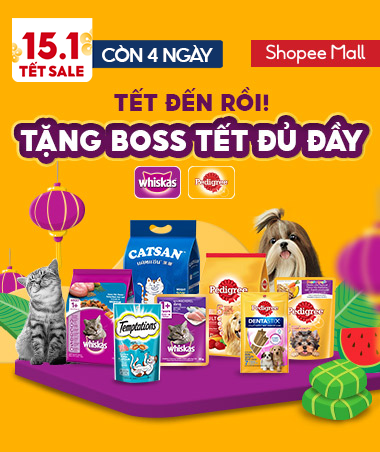 15.1
TẾT SALE
CÒN 4 NGÀY
Shopee Mall
TẾT ĐẾN RỒI!
TẶNG BOSS TẾT ĐỦ ĐẦY
whiskas
Pedigree
CATSAN
Pedigree
Pedigree
whiskas
Temptations
whiskas
Pedigree
DENTASTIX